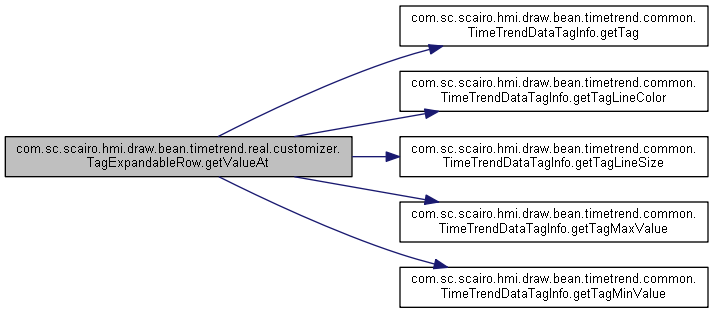 com.sc.scairo.hmi.draw.bean.timetrend.common.
TimeTrendDataTagInfo.getTag
com.sc.scairo.hmi.draw.bean.timetrend.common.
TimeTrendDataTagInfo.getTagLineColor
com.sc.scairo.hmi.draw.bean.timetrend.real.customizer.
TagExpandableRow.getValueAt
com.sc.scairo.hmi.draw.bean.timetrend.common.
TimeTrendDataTagInfo.getTagLineSize
com.sc.scairo.hmi.draw.bean.timetrend.common.
TimeTrendDataTagInfo.getTagMaxValue
com.sc.scairo.hmi.draw.bean.timetrend.common.
TimeTrendDataTagInfo.getTagMinValue